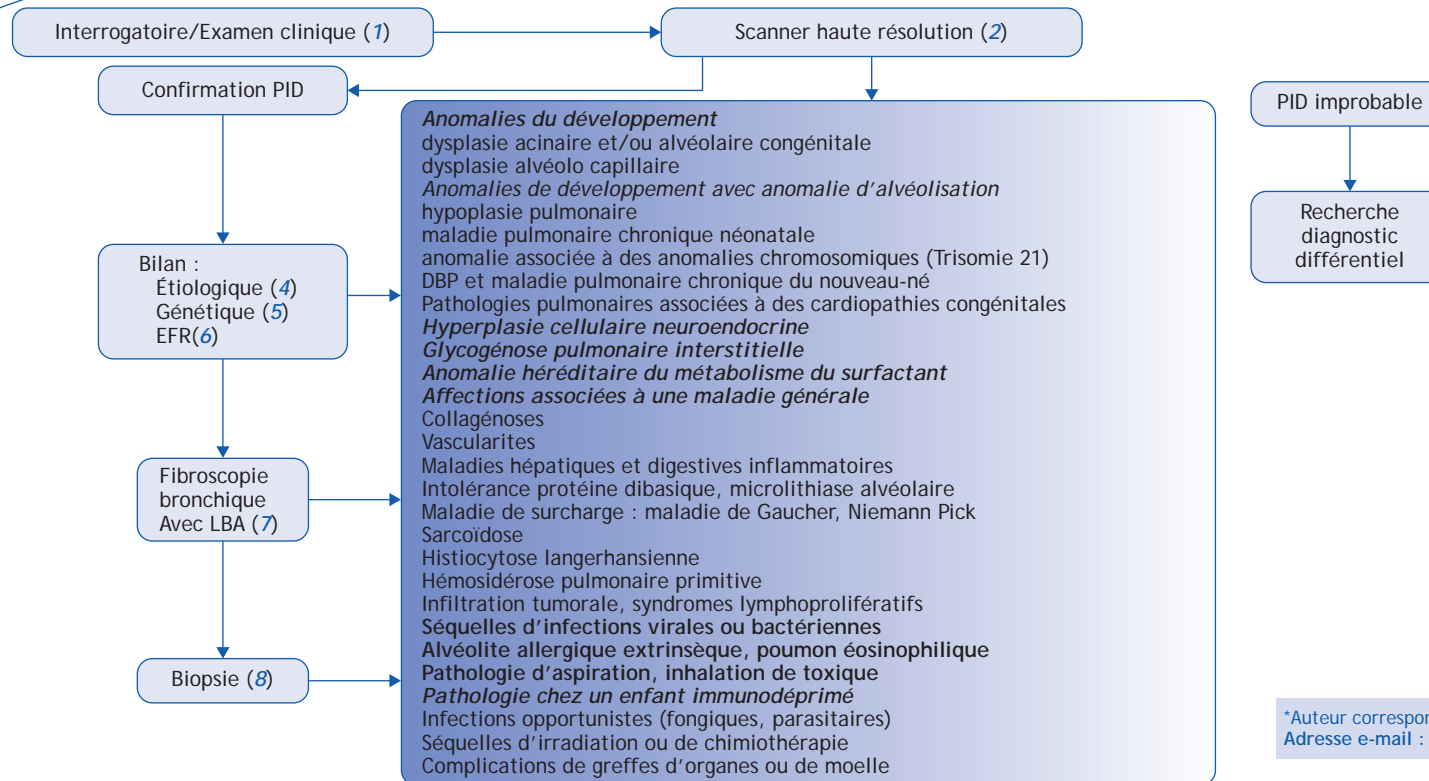 Interrogatoire/Examen clinique (1)
Scanner haute résolution (2)
Confirmation PID
PID improbable
Anomalies du développement
dysplasie acinaire et/ou alvéolaire congénitale
dysplasie alvéolo capillaire
Anomalies de développement avec anomalie d'alvéolisation
hypoplasie pulmonaire
maladie pulmonaire chronique néonatale
anomalie associée à des anomalies chromosomiques (Trisomie 21)
DBP et maladie pulmonaire chronique du nouveau-né
Pathologies pulmonaires associées à des cardiopathies congénitales
Hyperplasie cellulaire neuroendocrine
Glycogénose pulmonaire interstitielle
Anomalie héréditaire du métabolisme du surfactant
Affections associées à une maladie générale
Collagénoses
Vascularites
Maladies hépatiques et digestives inflammatoires
Intolérance protéine dibasique, microlithiase alvéolaire
Maladie de surcharge : maladie de Gaucher, Niemann Pick
Sarcoïdose
Histiocytose langerhansienne
Hémosidérose pulmonaire primitive
Infiltration tumorale, syndromes lymphoprolifératifs
Séquelles d'infections virales ou bactériennes
Alvéolite allergique extrinsèque, poumon éosinophilique
Pathologie d'aspiration, inhalation de toxique
Pathologie chez un enfant immunodéprimé
Infections opportunistes (fongiques, parasitaires)
Séquelles d'irradiation ou de chimiothérapie
Complications de greffes d'organes ou de moelle
Recherche
diagnostic
différentiel
Bilan :
Étiologique (4)
Génétique (5)
EFR(6)
Fibroscopie
bronchique
Avec LBA (7)
Biopsie (8)
*Auteur correspon
Adresse e-mail :